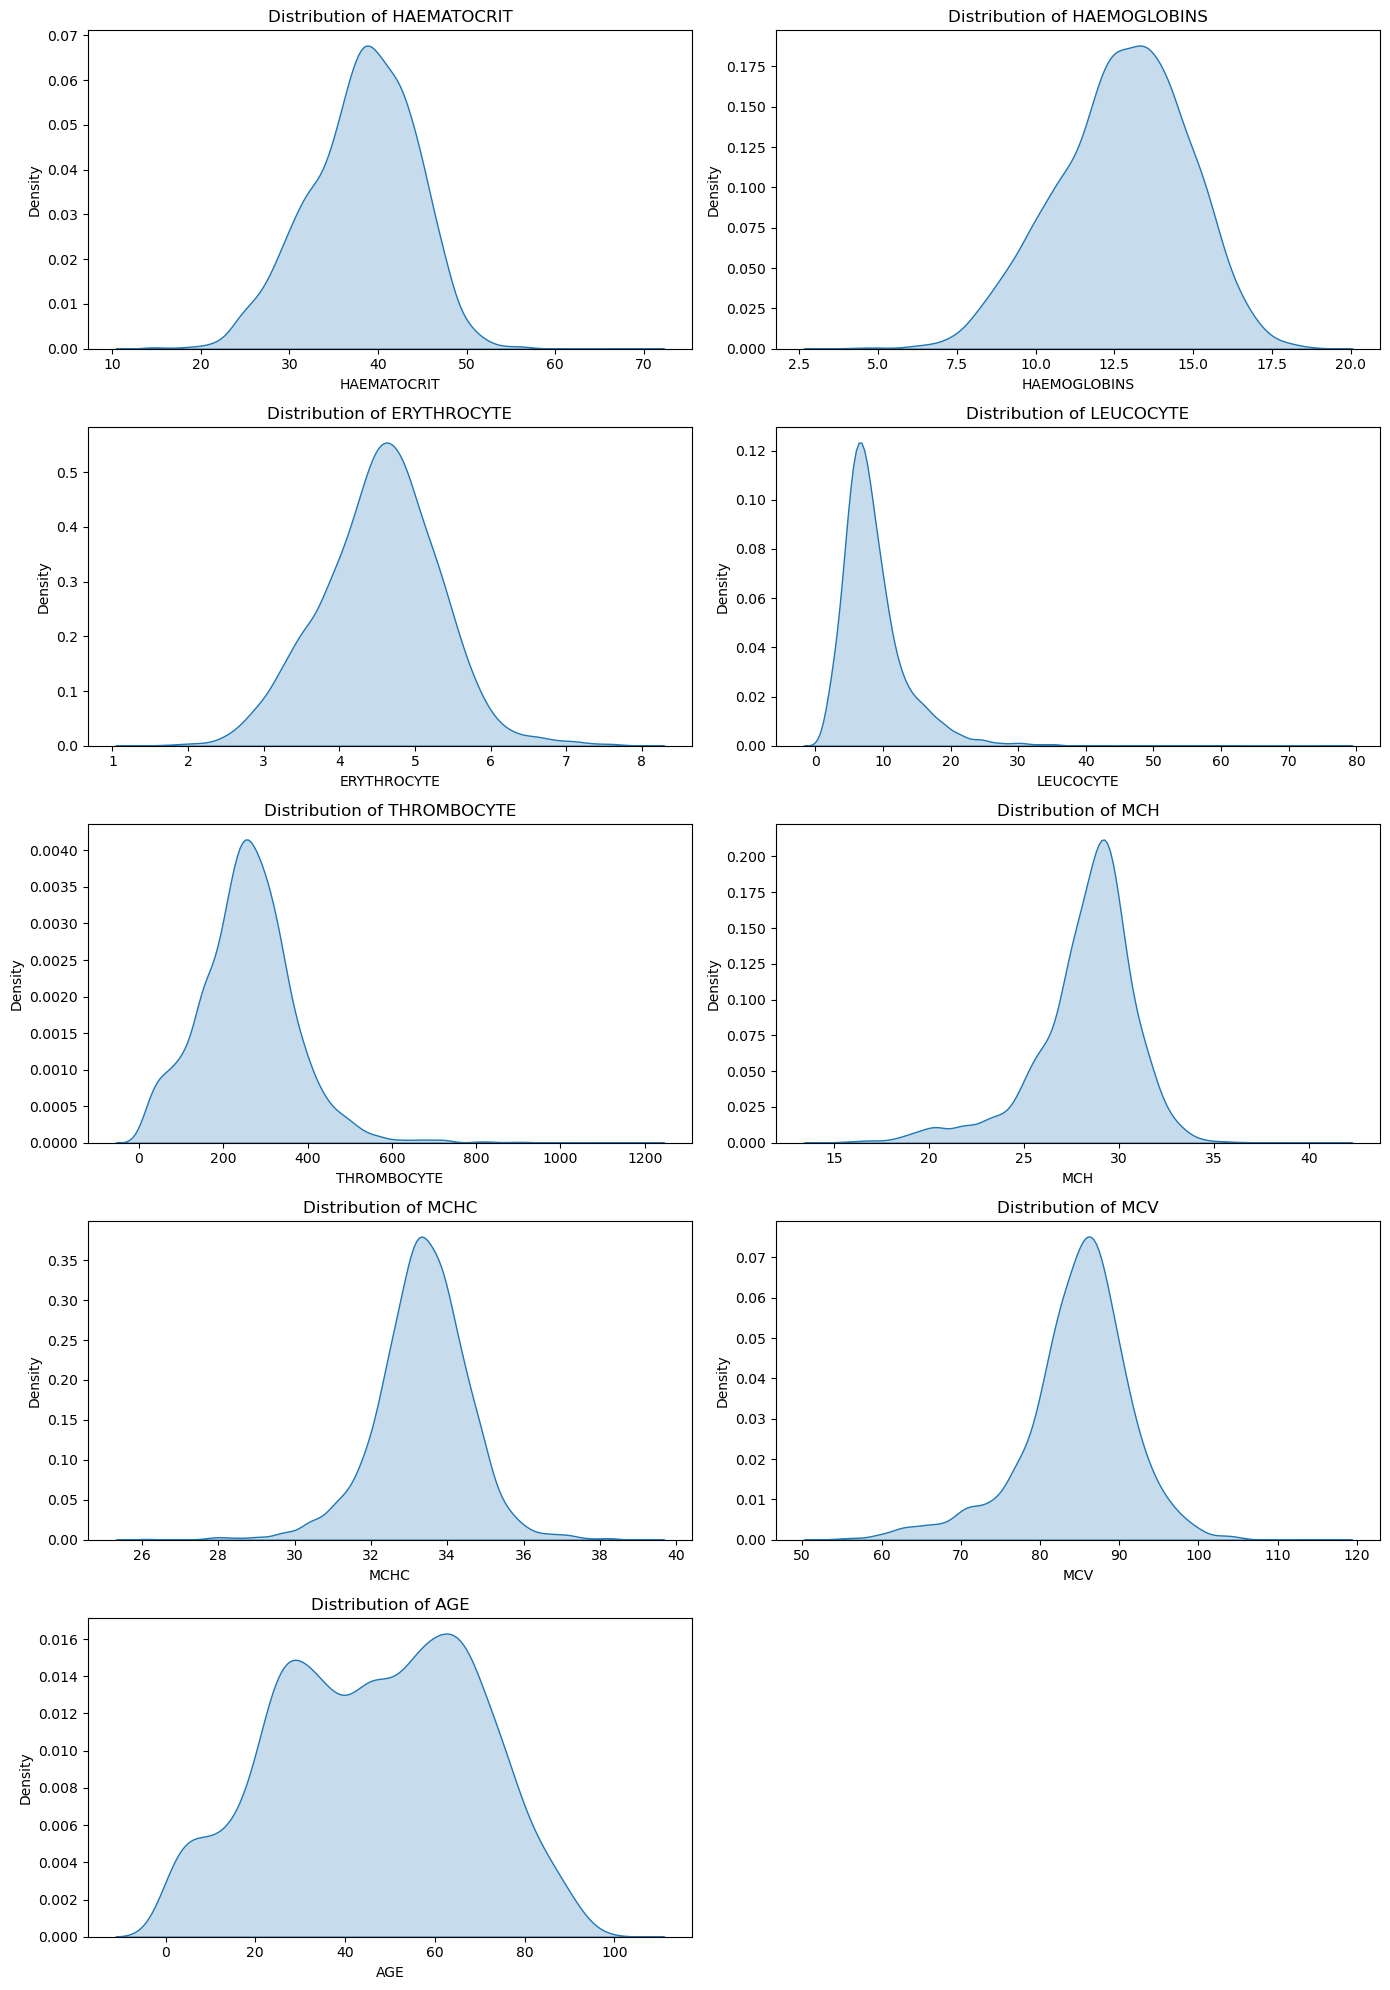 Distribution of HAEMATOCRIT
0.07
0.06
0.05
0.04
0.03
0.02
0.01
0.00
Density
10 20 30 40 50 60 70
HAEMATOCRIT
Distribution of HAEMOGLOBINS
0.175
0.150
0.125
0.100
0.075
0.050
0.025
0.000
Density
2.5 5.0 7.5 10.0 12.5 15.0 17.5 20.0
HAEMOGLOBINS
Distribution of ERYTHROCYTE
0.5
0.4
0.3
0.2
0.1
0.0
Density
1 2 3 4 5 6 7 8
ERYTHROCYTE
Distribution of LEUCOCYTE
0.12
0.10
0.08
0.06
0.04
0.02
0.00
Density
0 10 20 30 40 50 60 70 80
LEUCOCYTE
Distribution of THROMBOCYTE
0.0040
0.0035
0.0030
0.0025
0.0020
0.0015
0.0010
0.0005
0.0000
Density
0 200 400 600 800 1000 1200
THROMBOCYTE
Distribution of MCH
0.200
0.175
0.150
0.125
0.100
0.075
0.050
0.025
0.000
Density
15 20 25 30 35 40
MCH
Distribution of MCHC
0.35
0.30
0.25
0.20
0.15
0.10
0.05
0.00
Density
26 28 30 32 34 36 38 40
MCHC
Distribution of MCV
0.07
0.06
0.05
0.04
0.03
0.02
0.01
0.00
Density
50 60 70 80 90 100 110 120
MCV
Distribution of AGE
0.016
0.014
0.012
0.010
0.008
0.006
0.004
0.002
0.000
Density
0 20 40 60 80 100
AGE